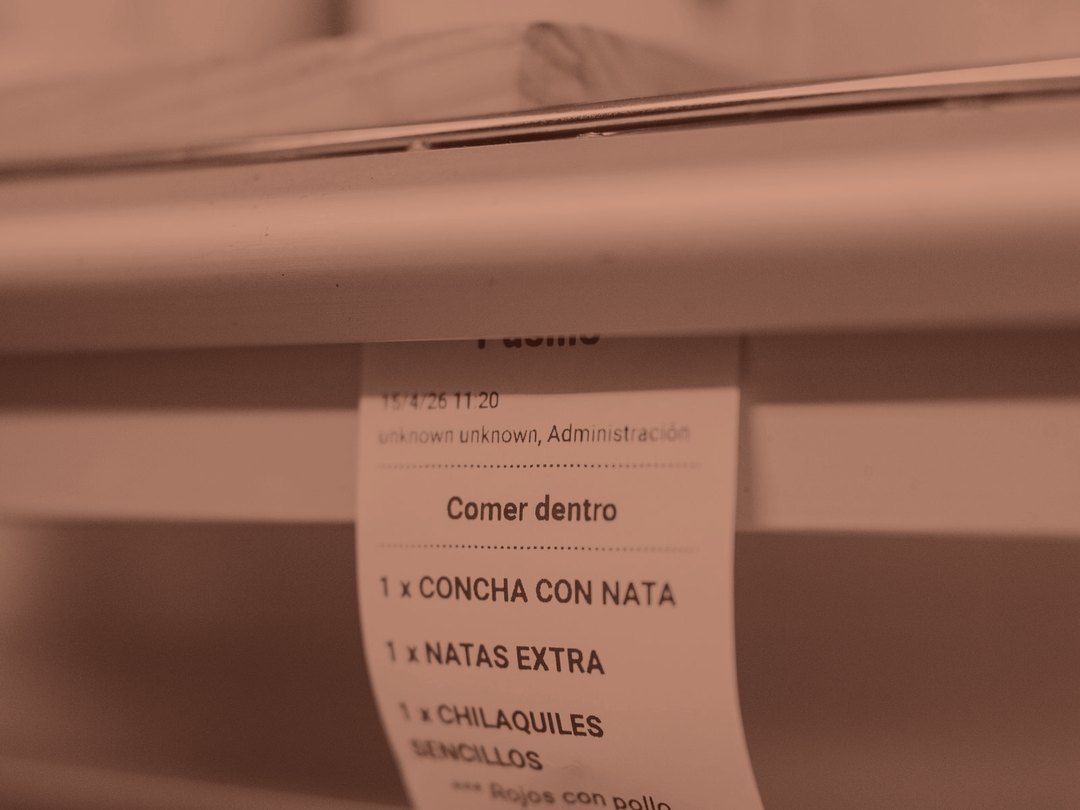 15/4/26 11:20
unknown unknown, Administración
Comer dentro
1 x CONCHA CON NATA
1 x NATAS EXTRA
1 x CHILAQUILES
SENCILLOS
*** Rojos con pollo